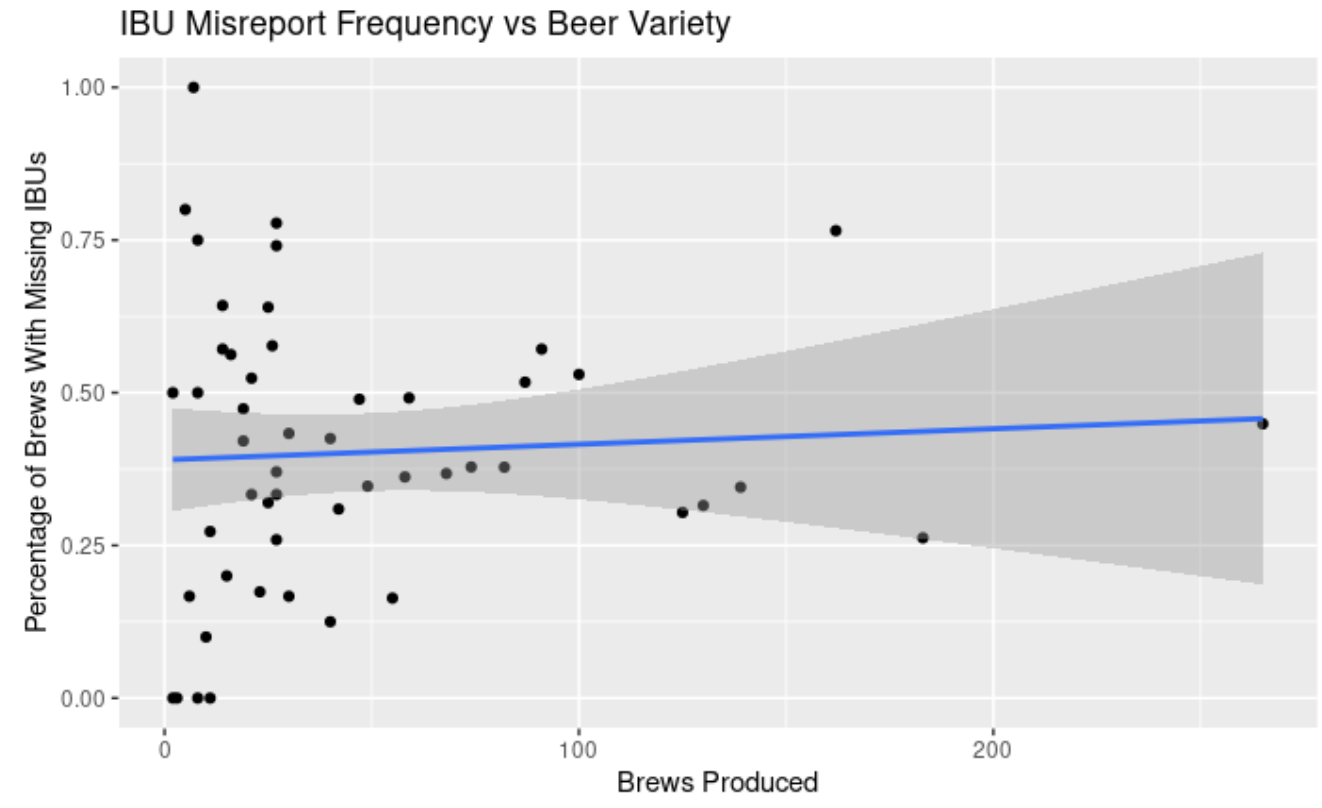 IBU Misreport Frequency vs Beer Variety
1.00
0.75
0.50
0.25
0.00
Percentage of Brews With Missing IBUs
0
100
200
Brews Produced